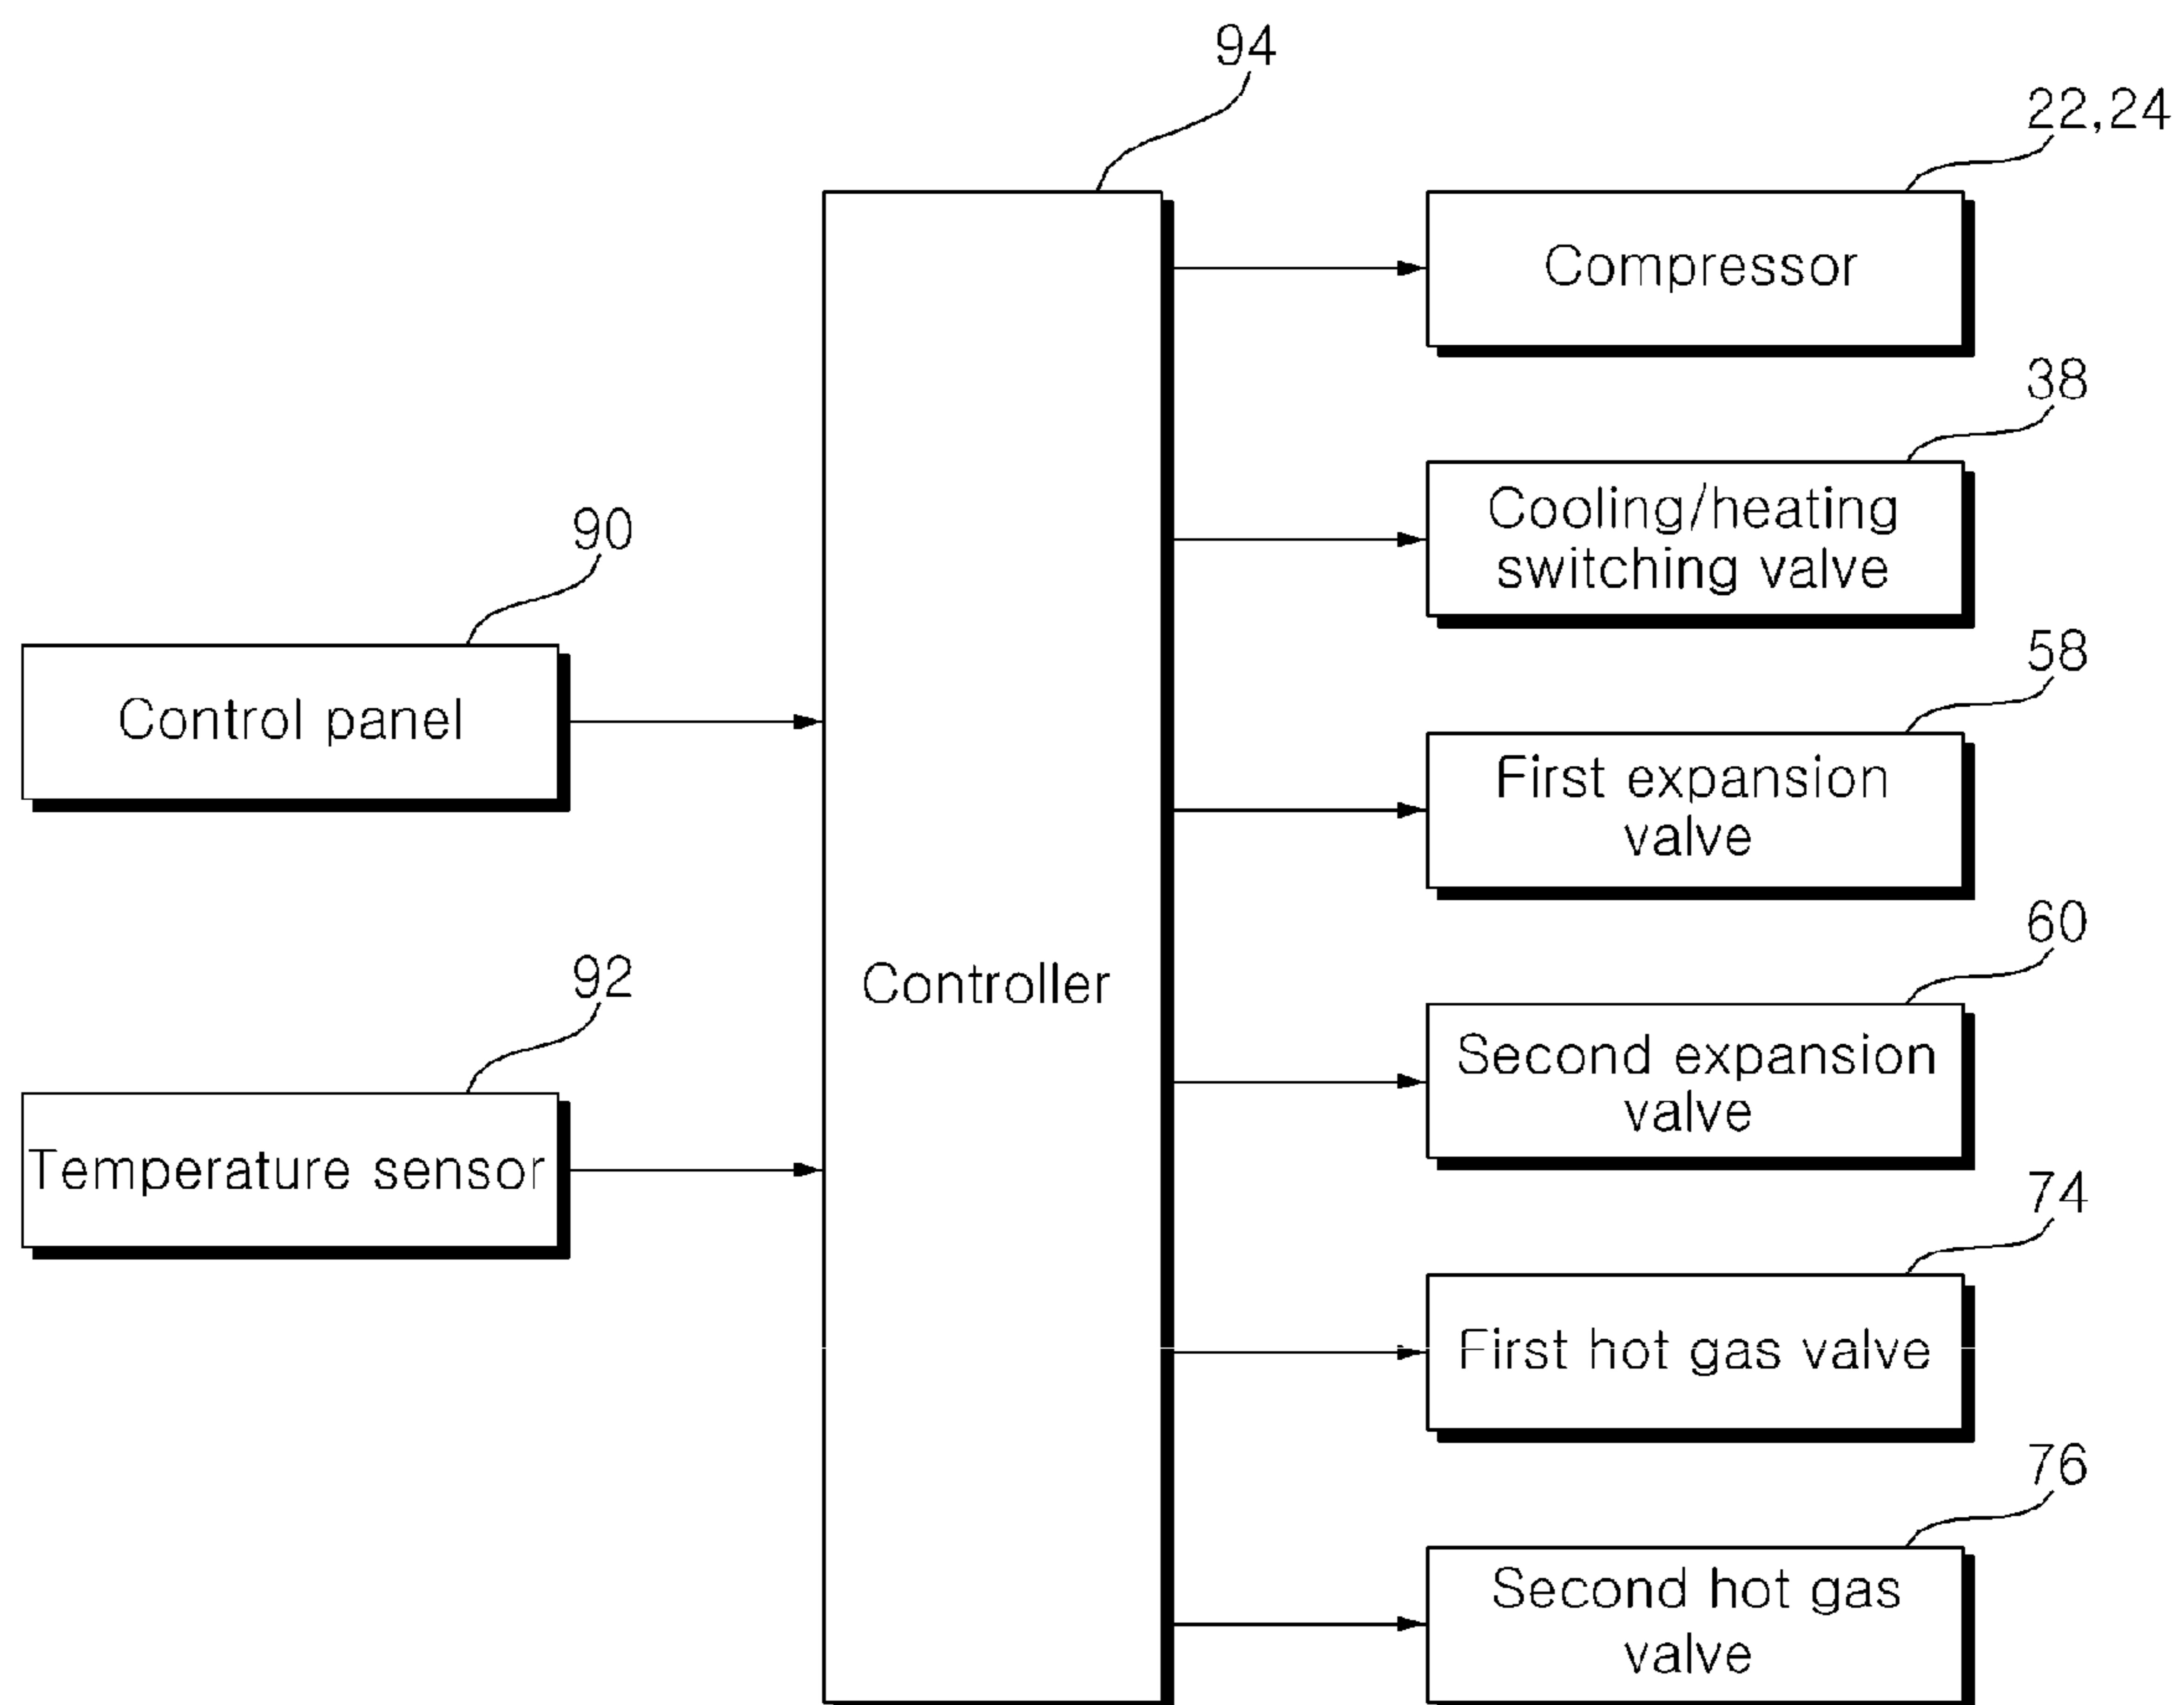 94
22,24
Compressor
38
Cooling/heating
switching valve
90
58
Control panel
First expansion
valve
60
92
Controller
Second expansion
valve
Temperature sensor
74
First hot gas valve
76
Second hot gas
valve